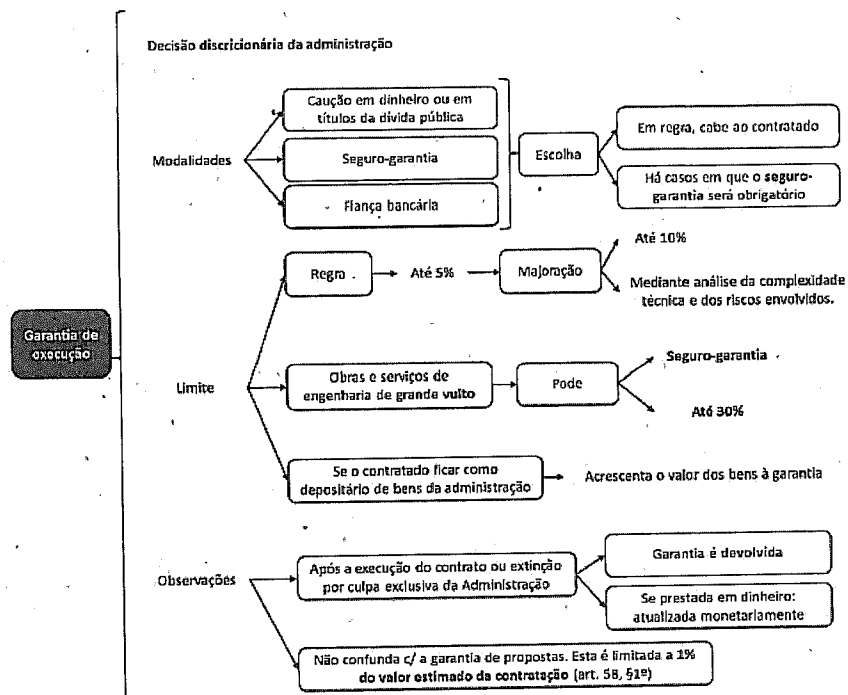 Decisão discricionária da administração
Modalidades
Caução em dinheiro ou em
títulos da dívida pública
Seguro-garantia
Fiança bancária
Escolha
Em regra, cabe ao contratado
Há casos em que o seguro-
garantia será obrigatório
Garantia de
execução
Limite
Regra
Até 5%
Majoração
Até 10%
Mediante análise da complexidade
técnica e dos riscos envolvidos.
Obras e serviços de
engenharia de grande vulto
Pode
Seguro-garantia
Até 30%
Se o contratado ficar como
depositário de bens da administração
Acrescenta o valor dos bens à garantia
Observações
Após a execução do contrato ou extinção
por culpa exclusiva da Administração
Garantia é devolvida
Se prestada em dinheiro:
atualizada monetariamente
Não confunda c/ a garantia de propostas. Esta é limitada a 1%
do valor estimado da contratação (art. 58, §1º)